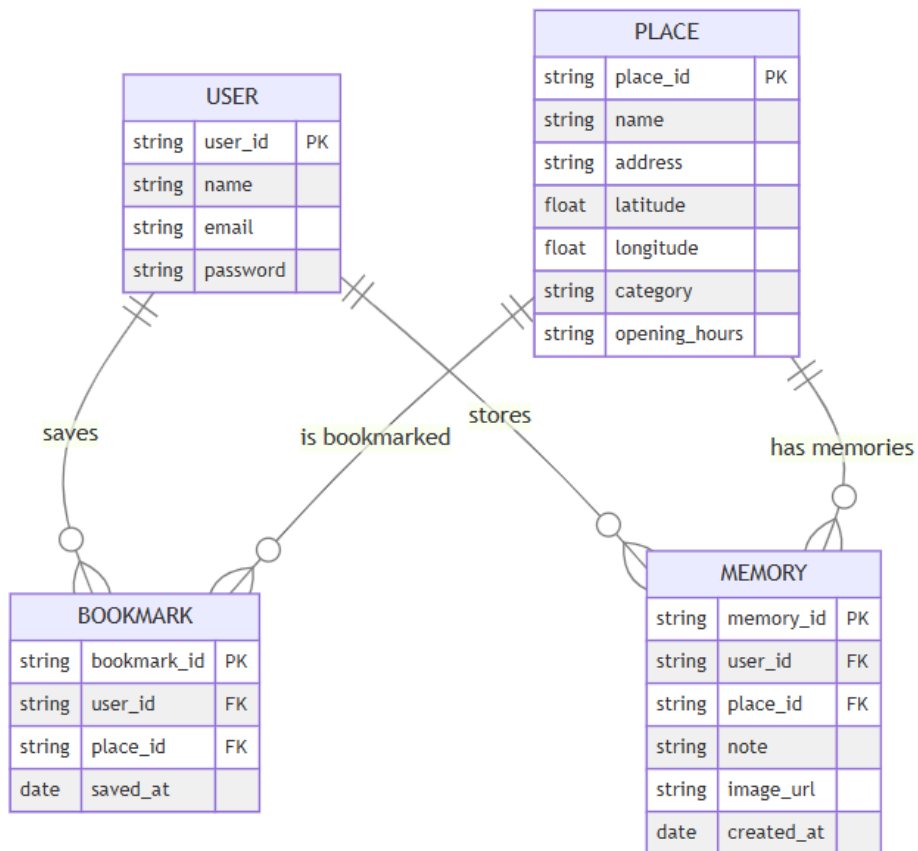 USER
string user_id PK
string name
string email
string password
PLACE
string place_id PK
string name
string address
float latitude
float longitude
string category
string opening_hours
saves
is bookmarked
stores
has memories
BOOKMARK
string bookmark_id PK
string user_id FK
string place_id FK
date saved_at
MEMORY
string memory_id PK
string user_id FK
string place_id FK
string note
string image_url
date created_at